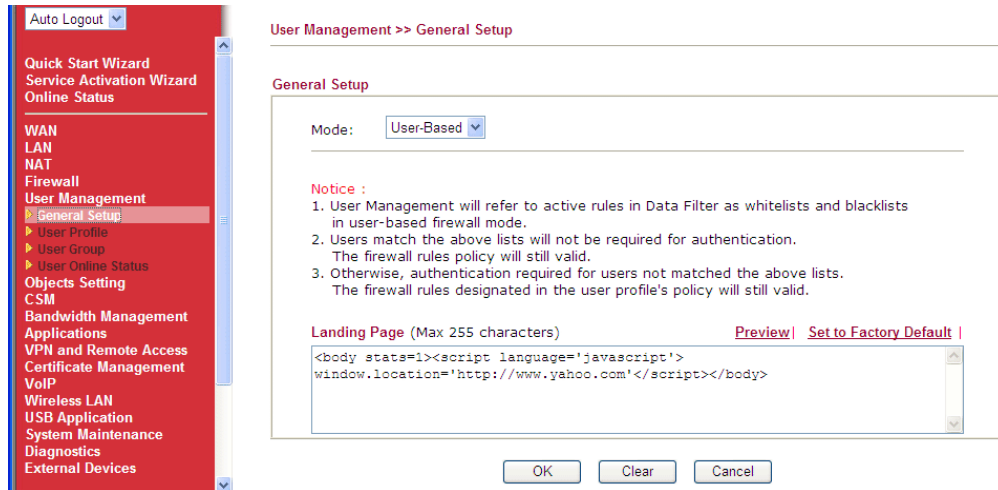 Auto Logout
Quick Start Wizard
Service Activation Wizard
Online Status
WAN
LAN
NAT
Firewall
User Management
General Setup
User Profile
User Group
User Online Status
Objects Setting
CSM
Bandwidth Management
Applications
VPN and Remote Access
Certificate Management
VoIP
Wireless LAN
USB Application
System Maintenance
Diagnostics
External Devices
User Management >> General Setup
General Setup
Mode: User-Based
Notice :
1. User Management will refer to active rules in Data Filter as whitelists and blacklists
in user-based firewall mode.
2. Users match the above lists will not be required for authentication.
The firewall rules policy will still valid.
3. Otherwise, authentication required for users not matched the above lists.
The firewall rules designated in the user profile's policy will still valid.
Landing Page (Max 255 characters) Preview| Set to Factory Default |
<body stats=1><script language='javascript'>
window.location='http://www.yahoo.com'</script></body>
OK Clear Cancel